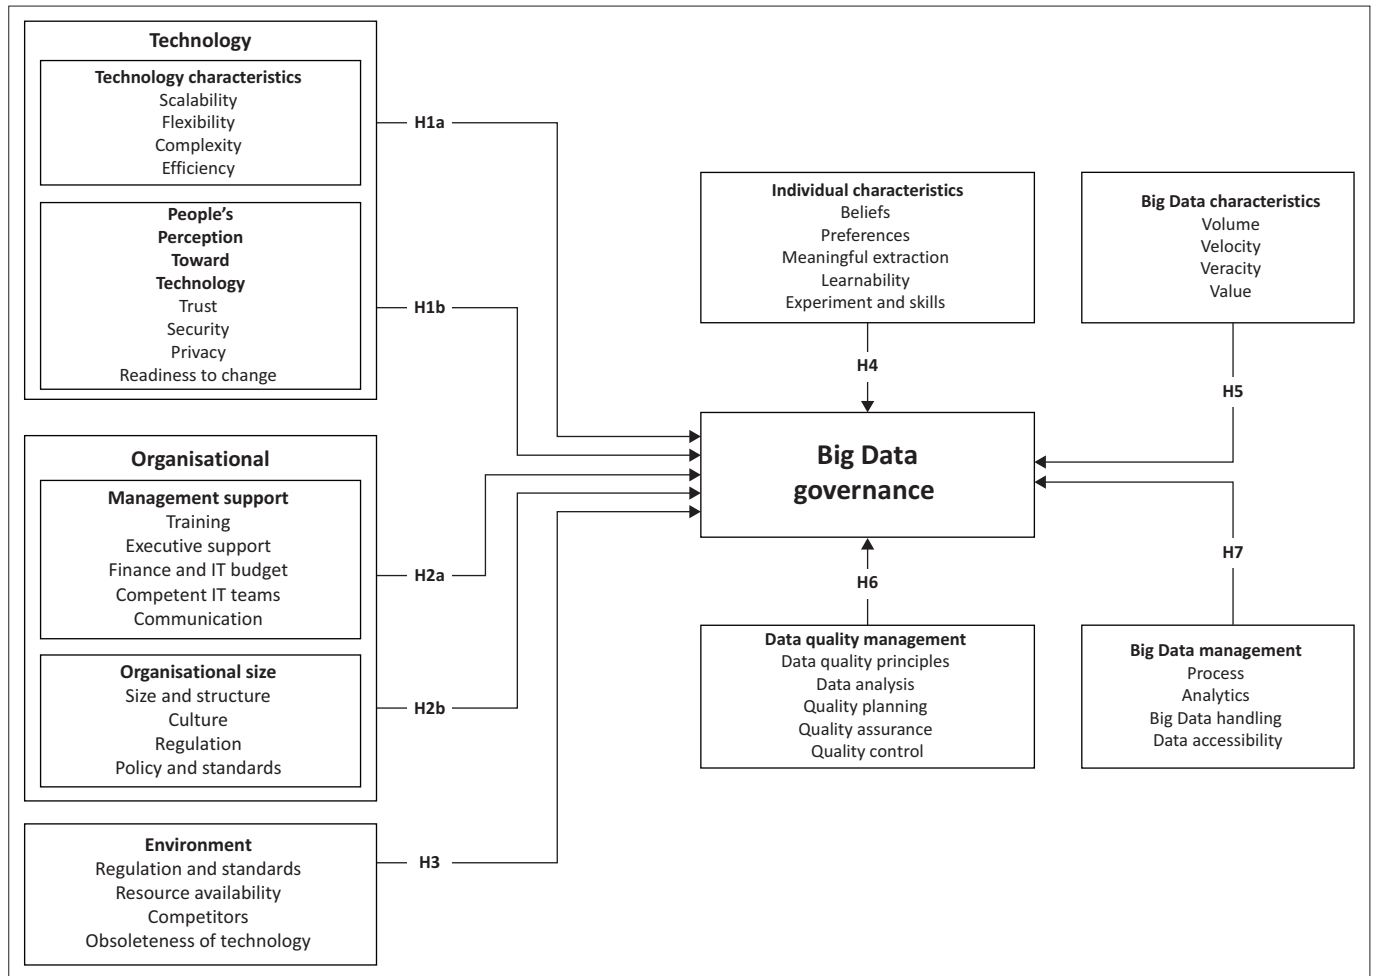 Technology
Technology characteristics
Scalability
Flexibility
Complexity
Efficiency
People’s
Perception
Toward
Technology
Trust
Security
Privacy
Readiness to change
H1a
H1b
Organisational
Management support
Training
Executive support
Finance and IT budget
Competent IT teams
Communication
Organisational size
Size and structure
Culture
Regulation
Policy and standards
H2a
H2b
Environment
Regulation and standards
Resource availability
Competitors
Obsoleteness of technology
H3
Individual characteristics
Beliefs
Preferences
Meaningful extraction
Learnability
Experiment and skills
H4
Big Data characteristics
Volume
Velocity
Veracity
Value
H5
Big Data
governance
H6
Data quality management
Data quality principles
Data analysis
Quality planning
Quality assurance
Quality control
H7
Big Data management
Process
Analytics
Big Data handling
Data accessibility